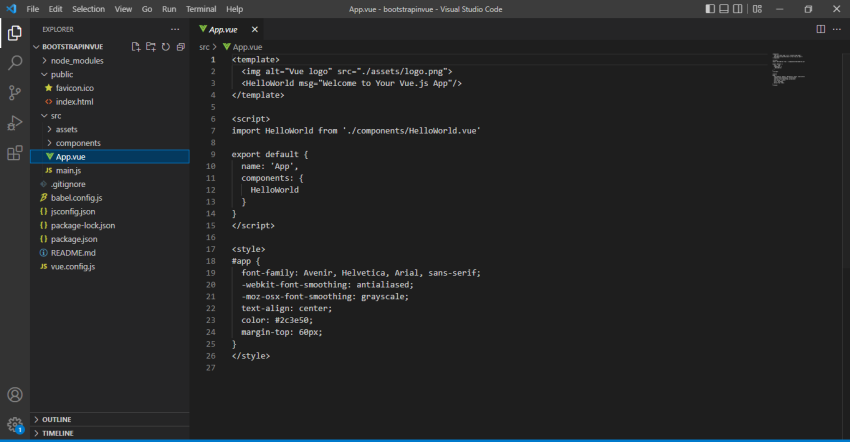 File Edit Selection View Go Run Terminal Help
App.vue - bootstrapinvue - Visual Studio Code
EXPLORER
BOOTSTRAPINVUE
node_modules
public
favicon.ico
index.html
src
assets
components
App.vue
JS main.js
.gitignore
babel.config.js
{} jsconfig.json
{} package-lock.json
{} package.json
README.md
vue.config.js
OUTLINE
TIMELINE
1
App.vue
src > App.vue
1 <template>
2 <img alt="Vue logo" src="./assets/logo.png">
3 <HelloWorld msg="Welcome to Your Vue.js App"/>
4 </template>
5
6 <script>
7 import HelloWorld from './components/HelloWorld.vue'
8
9 export default {
10 name: 'App',
11 components: {
12 HelloWorld
13 }
14 }
15 </script>
16
17 <style>
18 #app {
19 font-family: Avenir, Helvetica, Arial, sans-serif;
20 -webkit-font-smoothing: antialiased;
21 -moz-osx-font-smoothing: grayscale;
22 text-align: center;
23 color: #2c3e50;
24 margin-top: 60px;
25 }
26 </style>
27